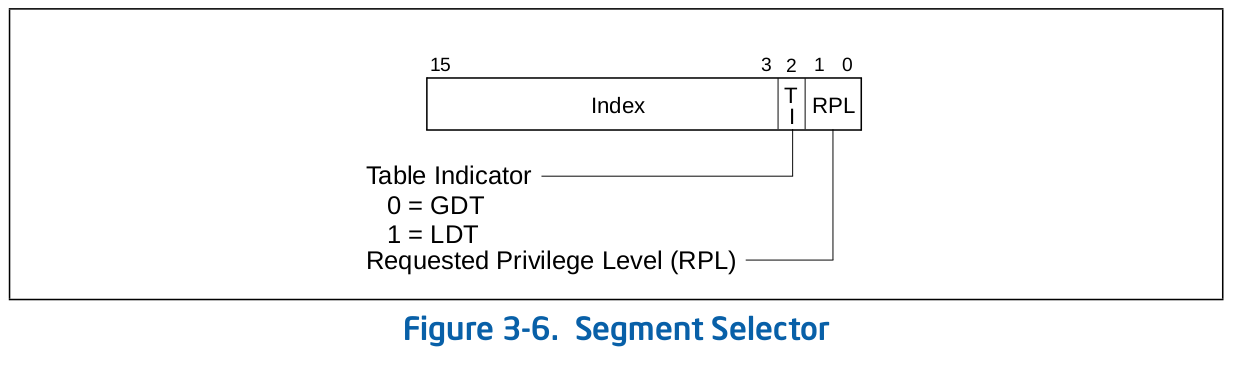 15 3 2 1 0
Index
T
I
RPL
Table Indicator
0 = GDT
1 = LDT
Requested Privilege Level (RPL)
Figure 3-6. Segment Selector